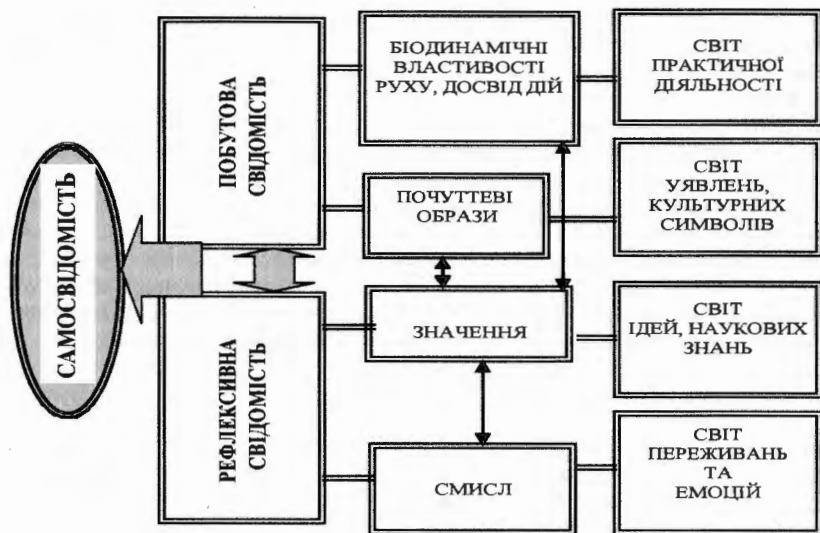 САМОСВІДОМІСТЬ
ПОБУТОВА
СВІДОМІСТЬ
РЕФЛЕКСИВНА
СВІДОМІСТЬ
БІОДИНАМІЧНІ
ВЛАСТИВОСТІ
РУХУ, ДОСВІД ДІЙ
ПОЧУТТЕВІ
ОБРАЗИ
ЗНАЧЕННЯ
СМИСЛ
СВІТ
ПРАКТИЧНОЇ
ДІЯЛЬНОСТІ
СВІТ
УЯВЛЕНЬ,
КУЛЬТУРНИХ
СИМВОЛІВ
СВІТ
ІДЕЙ, НАУКОВИХ
ЗНАНЬ
СВІТ
ПЕРЕЖИВАНЬ
ТА
ЕМОЦІЙ